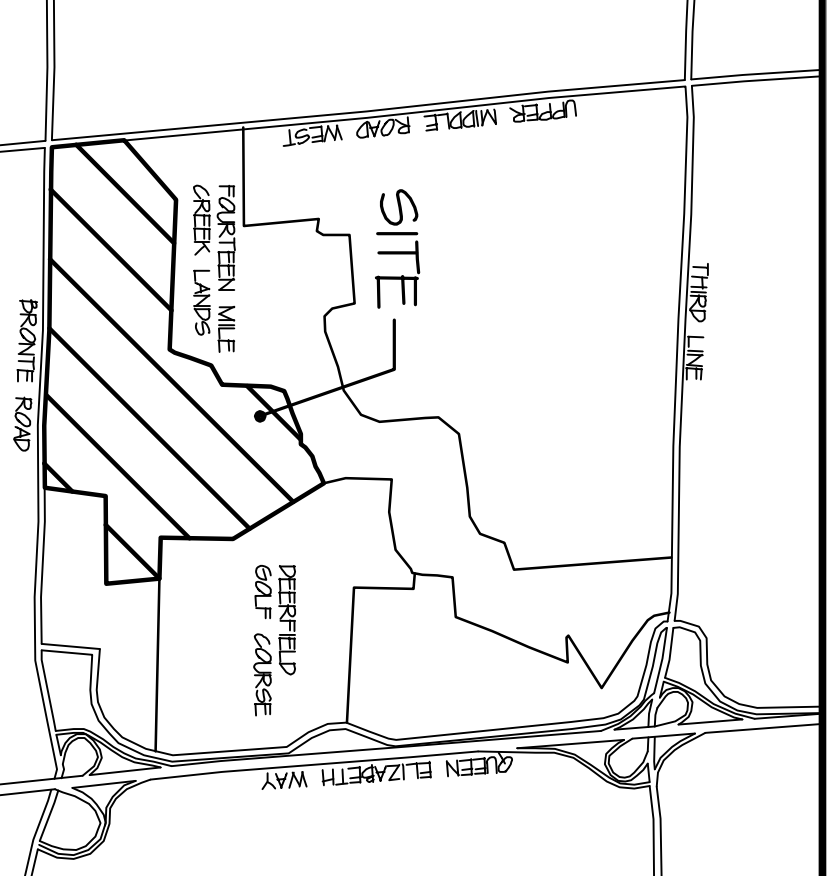 UPPER MIDDLE ROAD WEST
SITE
FOURTEEN MILE
CREEK LANDS
THIRD LINE
BRONTE ROAD
DEERFIELD
GOLF COURSE
QUEEN ELIZABETH WAY